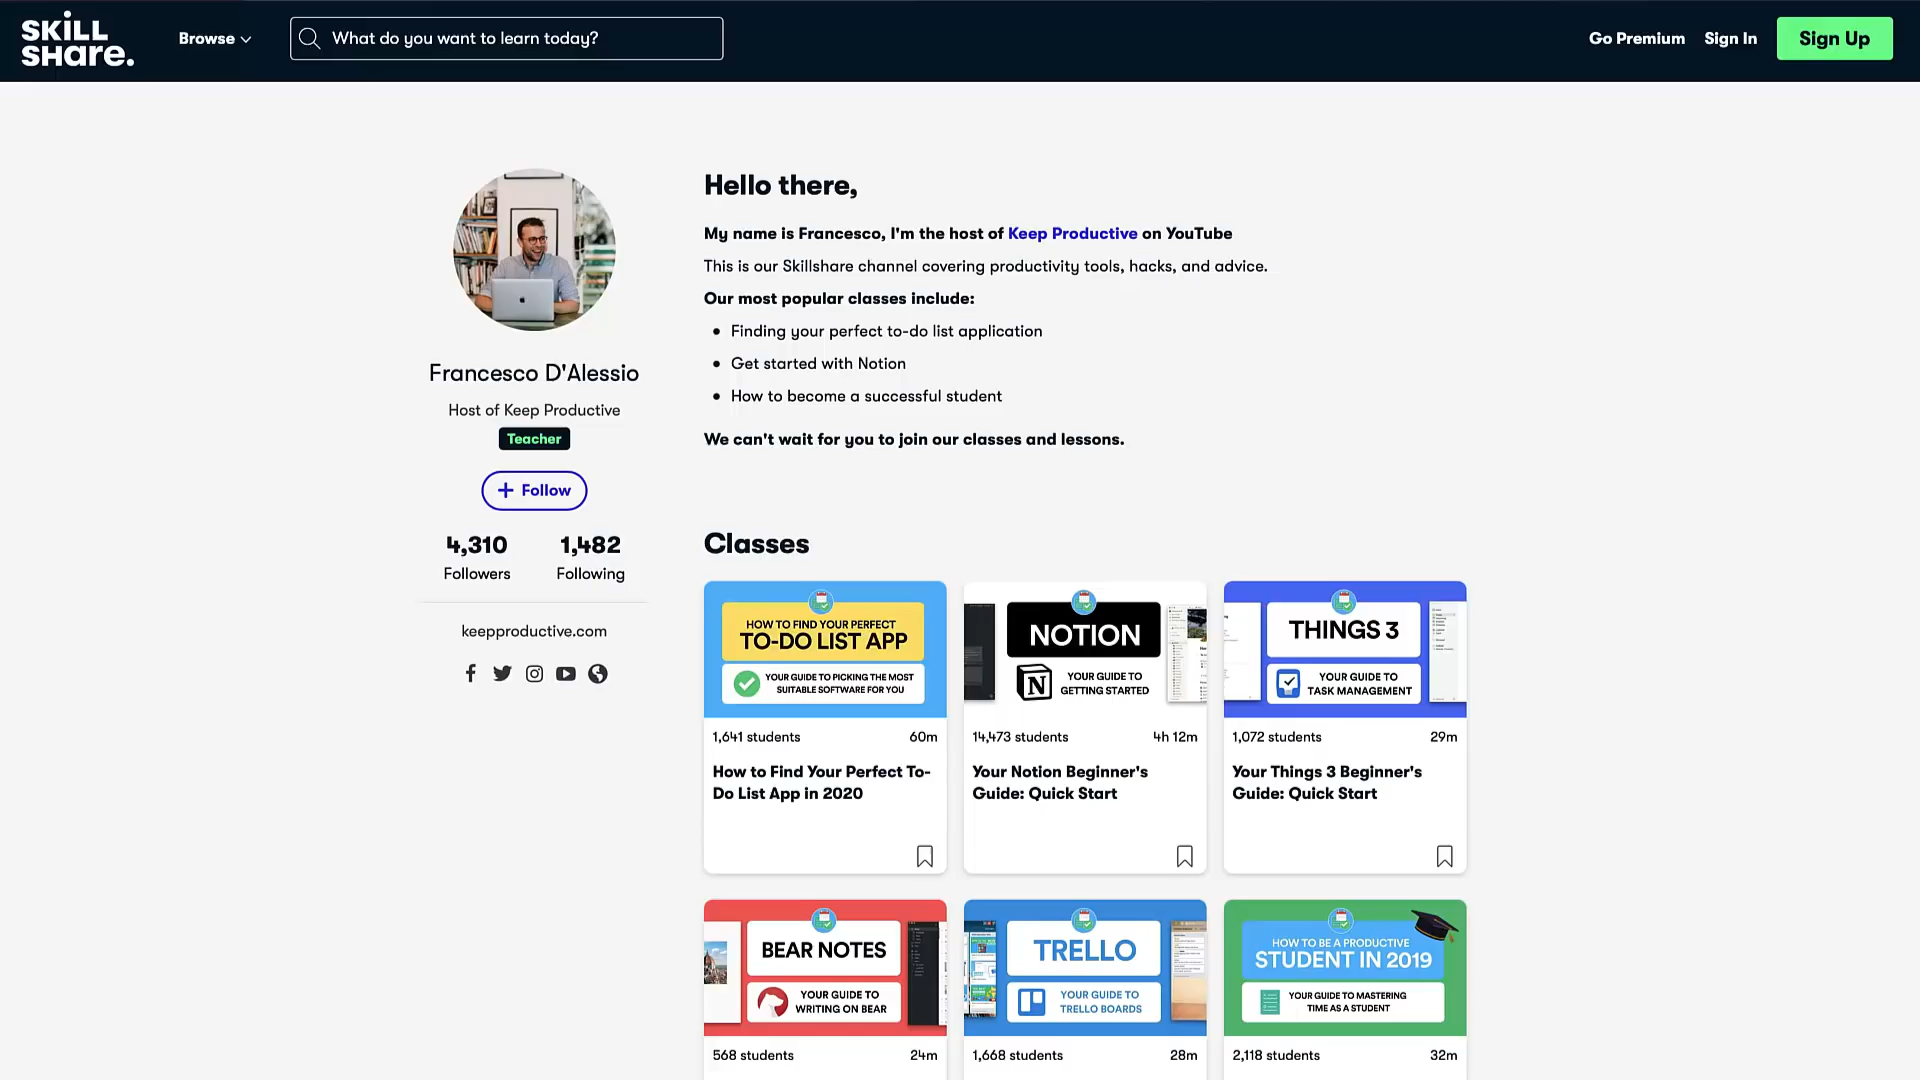 SKILL
SHare.
Browse
What do you want to learn today?
Go Premium
Sign In
Sign Up
Francesco D'Alessio
Host of Keep Productive
Teacher
Follow
4,310
1,482
Followers
Following
keepproductive.com
Hello there,
My name is Francesco, I'm the host of Keep Productive on YouTube
This is our Skillshare channel covering productivity tools, hacks, and advice.
Our most popular classes include:
• Finding your perfect to-do list application
• Get started with Notion
• How to become a successful student
We can't wait for you to join our classes and lessons.
Classes
HOW TO FIND YOUR PERFECT
TO-DO LIST APP
YOUR GUIDE TO PICKING THE MOST
SUITABLE SOFTWARE FOR YOU
1,641 students
60m
How to Find Your Perfect To-
Do List App in 2020
NOTION
YOUR GUIDE TO
GETTING STARTED
14,473 students
4h 12m
Your Notion Beginner's
Guide: Quick Start
THINGS 3
YOUR GUIDE TO
TASK MANAGEMENT
1,072 students
29m
Your Things 3 Beginner's
Guide: Quick Start
BEAR NOTES
YOUR GUIDE TO
WRITING ON BEAR
568 students
24m
TRELLO
YOUR GUIDE TO
TRELLO BOARDS
1,668 students
28m
HOW TO BE A PRODUCTIVE
STUDENT IN 2019
YOUR GUIDE TO MASTERING
TIME AS A STUDENT
2,118 students
32m